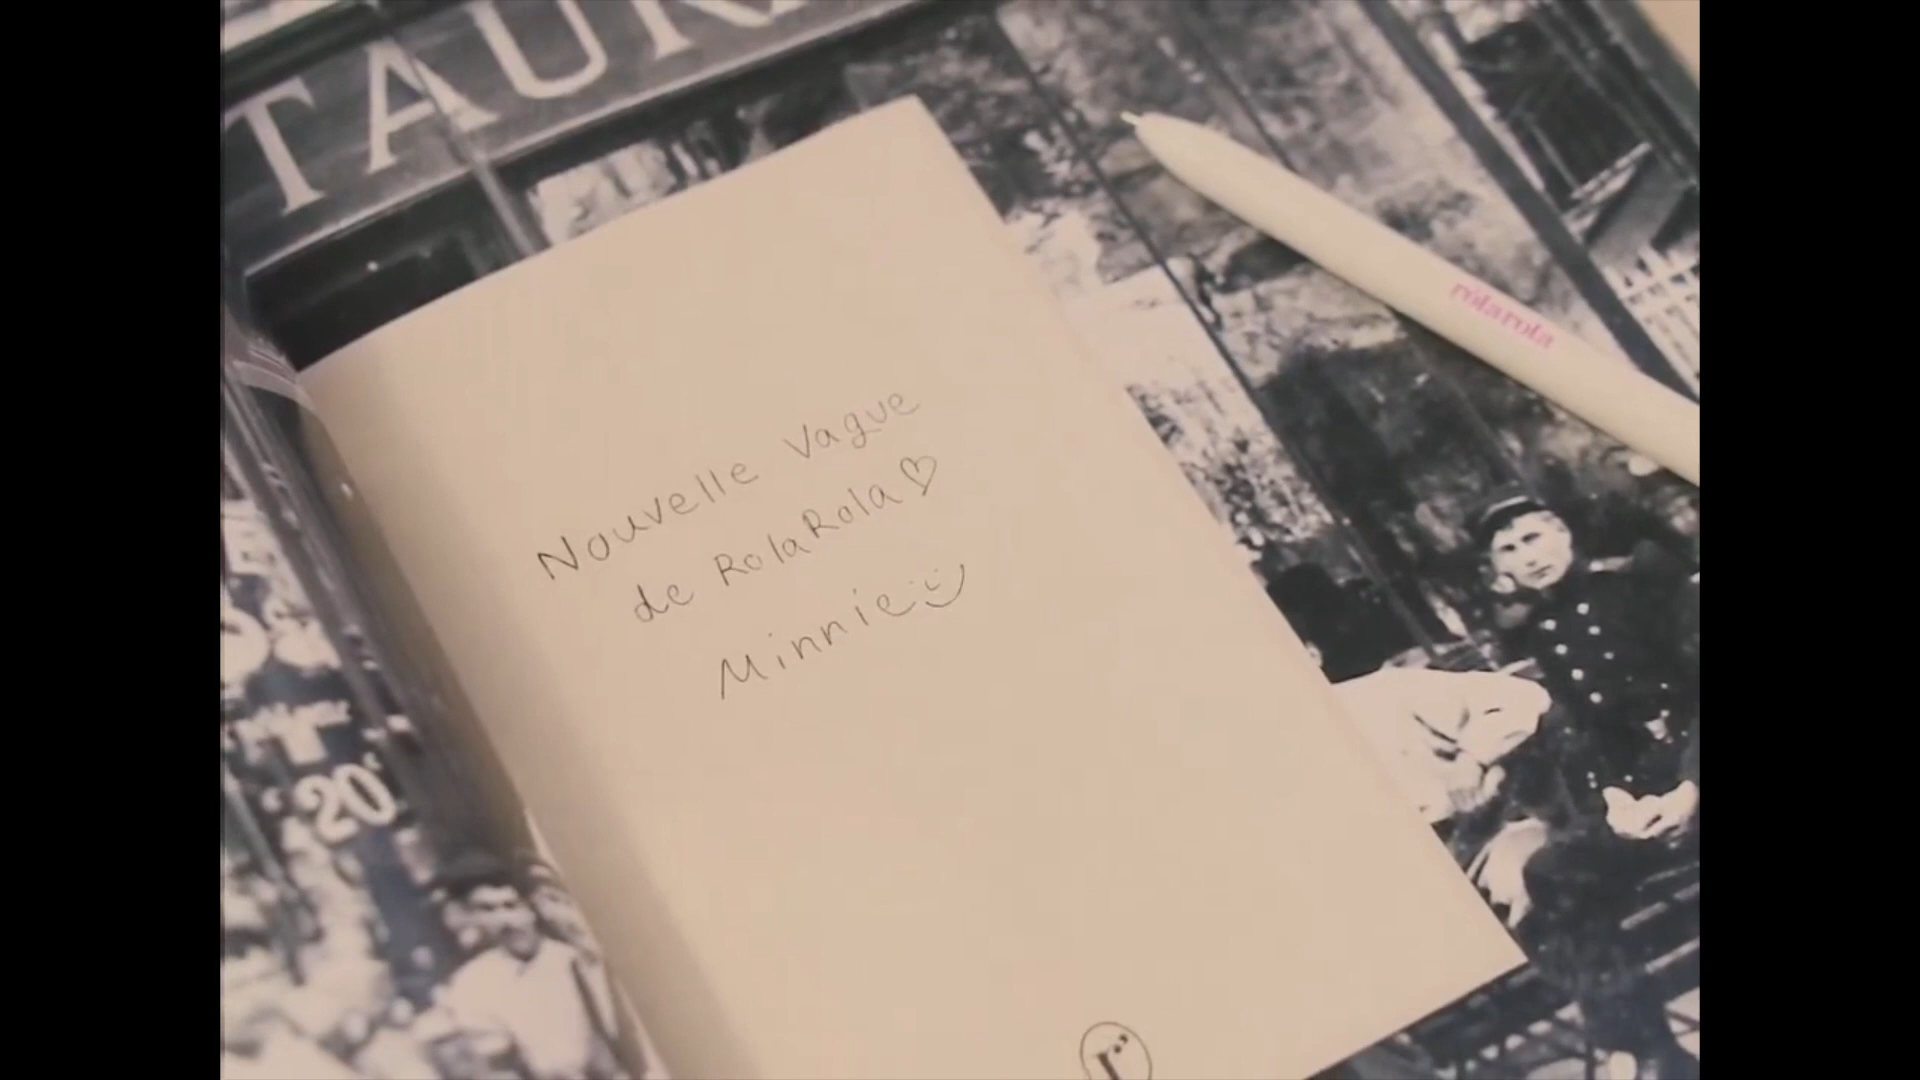 TAUR
Nouvelle Vague
de RolaRola♡
Minnie
rolarola
20
r